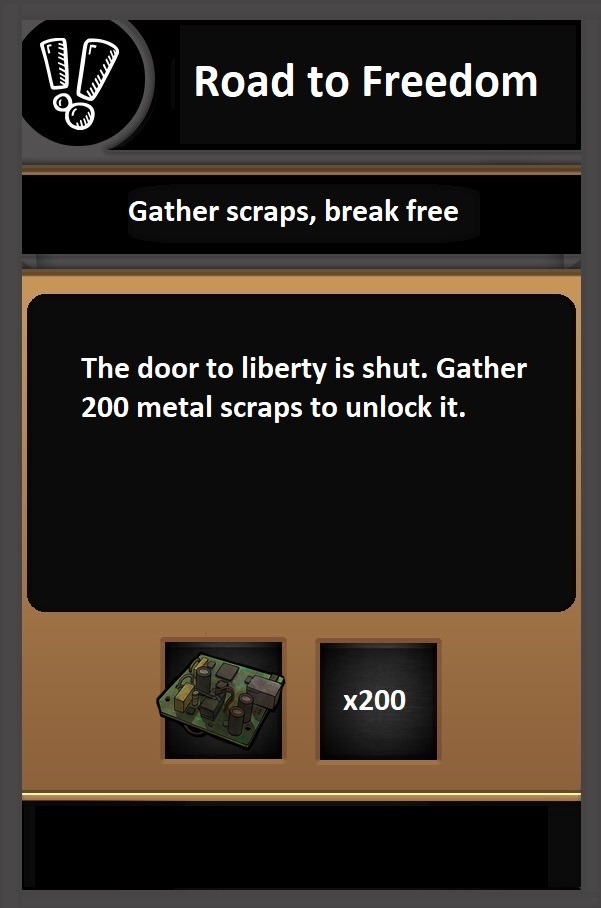 Road to Freedom
Gather scraps, break free
The door to liberty is shut. Gather
200 metal scraps to unlock it.
x200